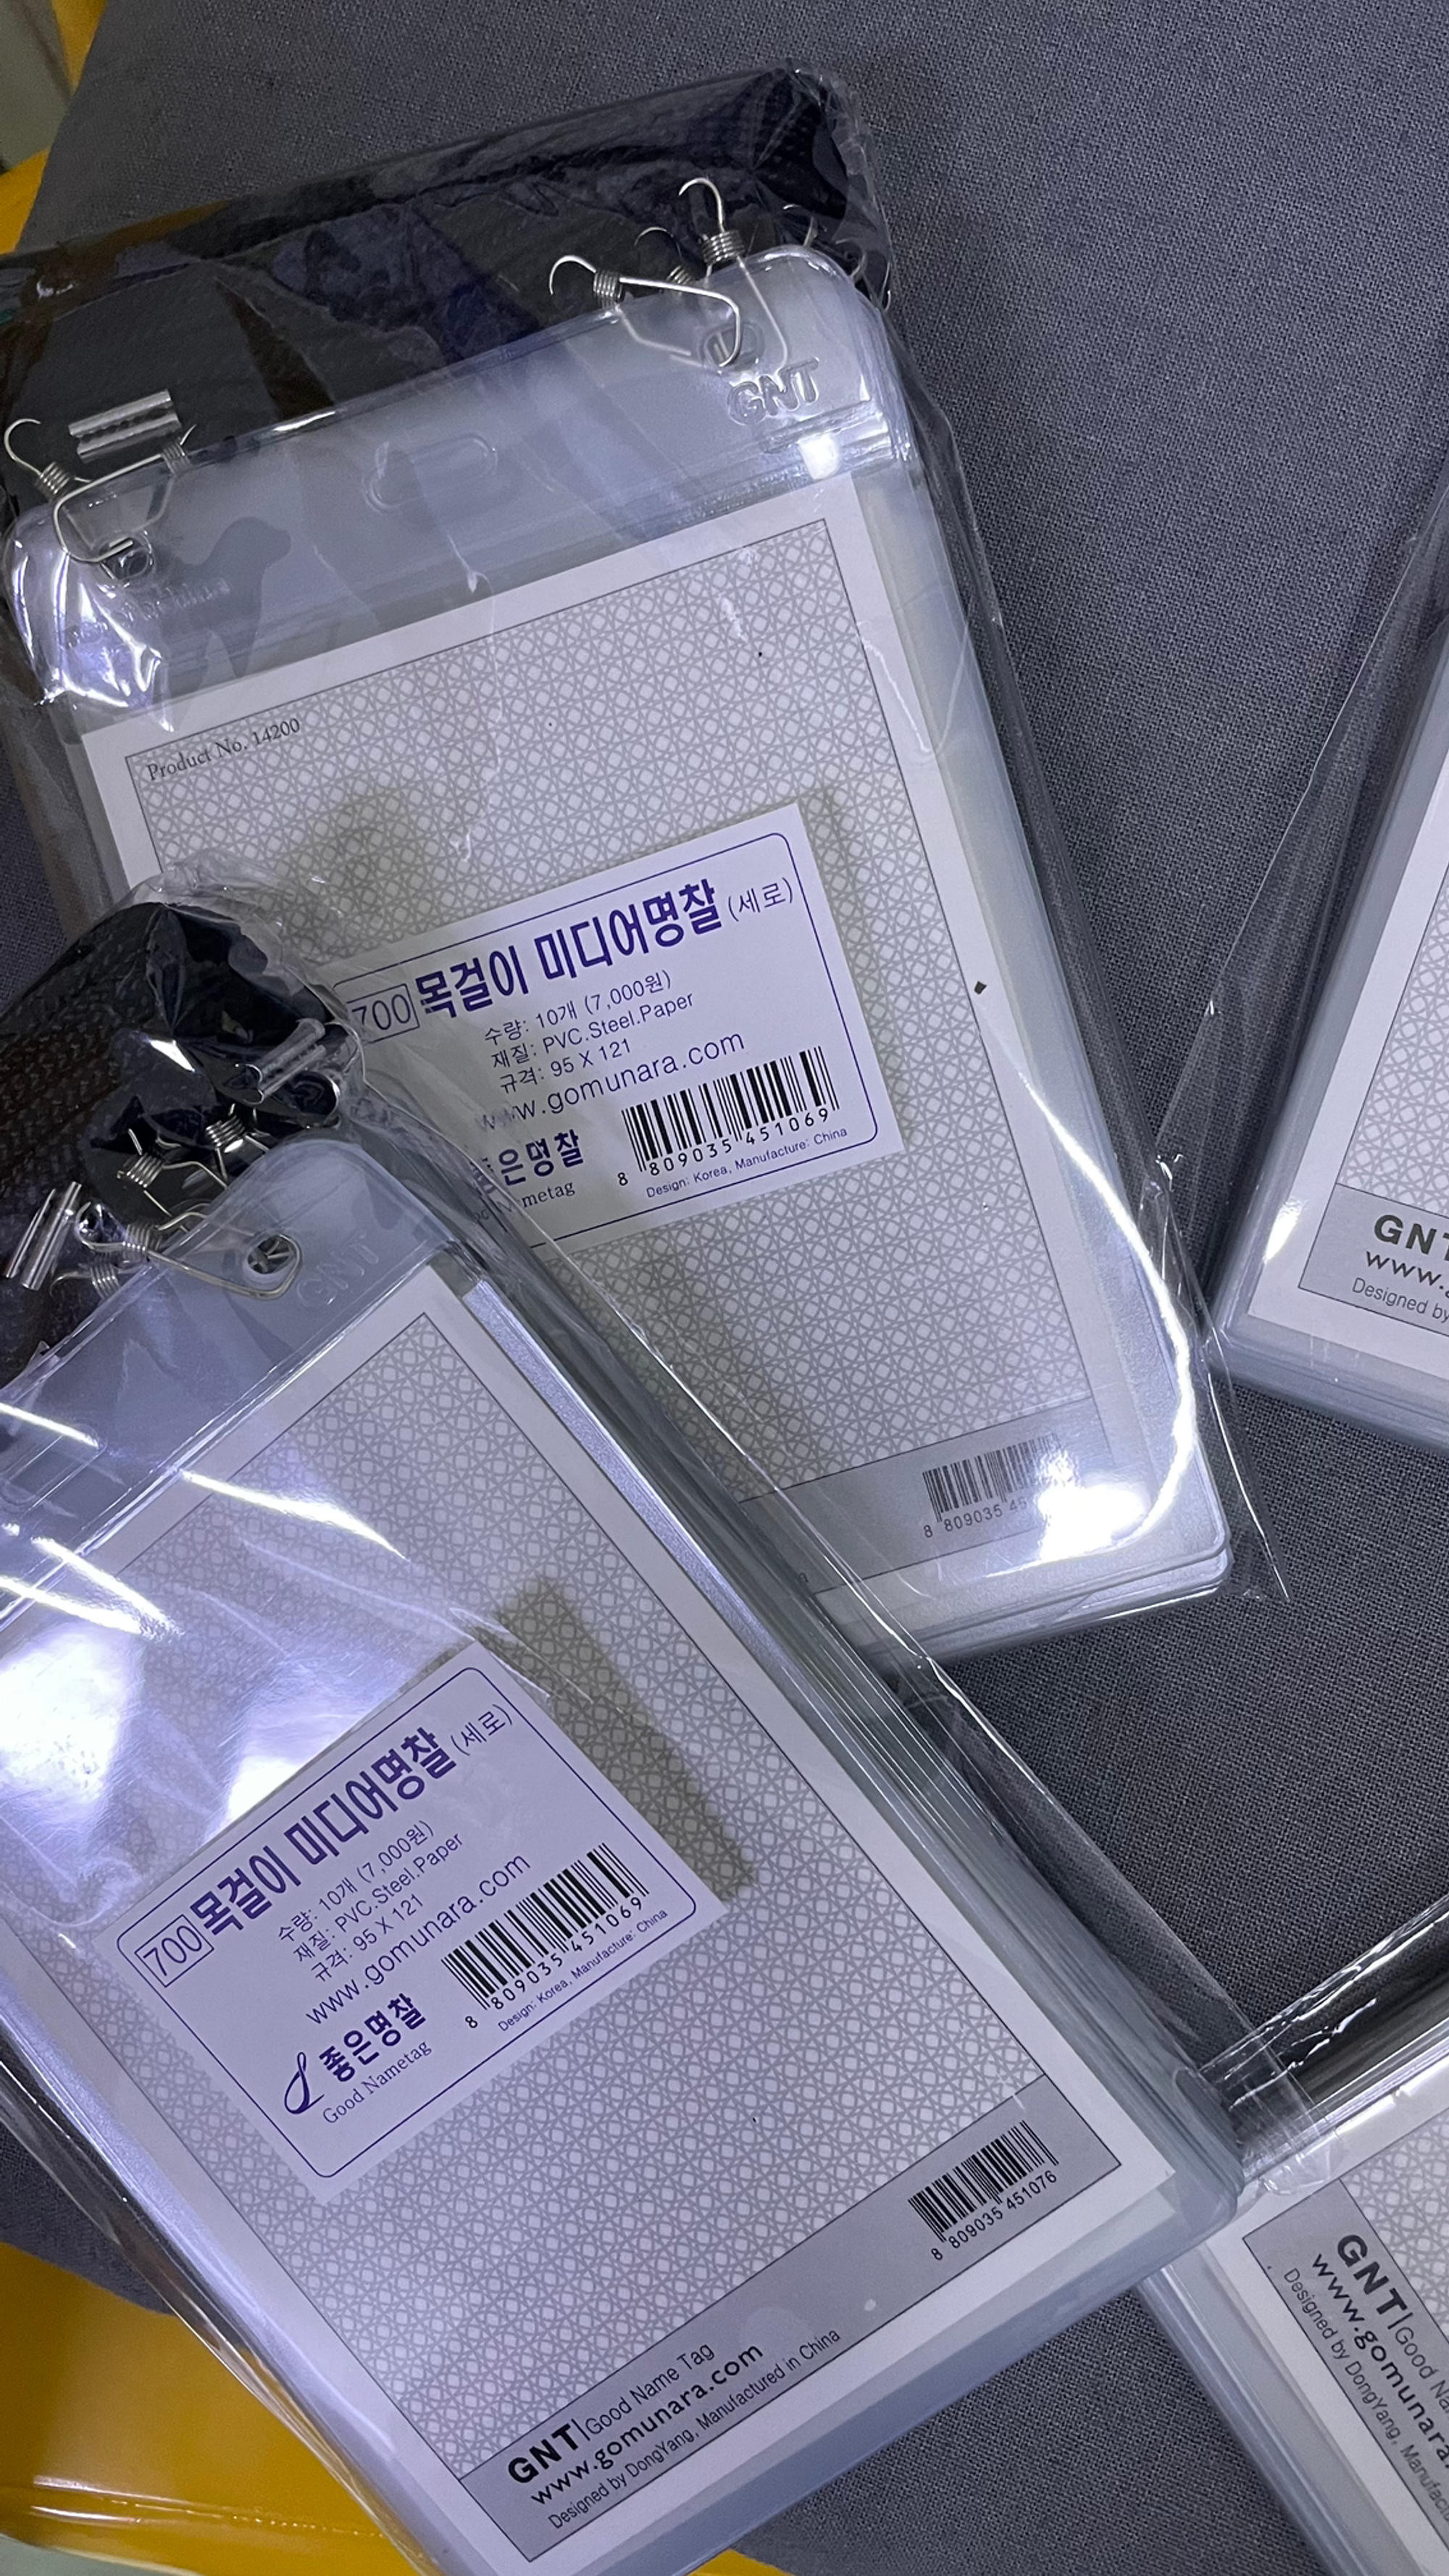 GNT
Product No. 14200
700 목걸이 미디어명찰 (세로)
수량: 10개 (7,000원)
재질: PVC.Steel.Paper
규격: 95 X 121
www.gomunara.com
은명찰
metag
8 809035 451069
Design: Korea, Manufacture: China
8 809035 45
GNT
700 목걸이 미디어명찰 (세로)
수량: 10개 (7,000원)
재질: PVC.Steel.Paper
규격: 95 X 121
www.gomunara.com
좋은명찰
Good Nametag
8 809035 451069
Design: Korea, Manufacture: China
8 809035 451076
GNT|Good Name Tag
www.gomunara.com
Designed by DongYang, Manufactured in China
GNT
www.
Designed by
GNT|Good N
www.gomunara
Designed by DongYang, Manufac